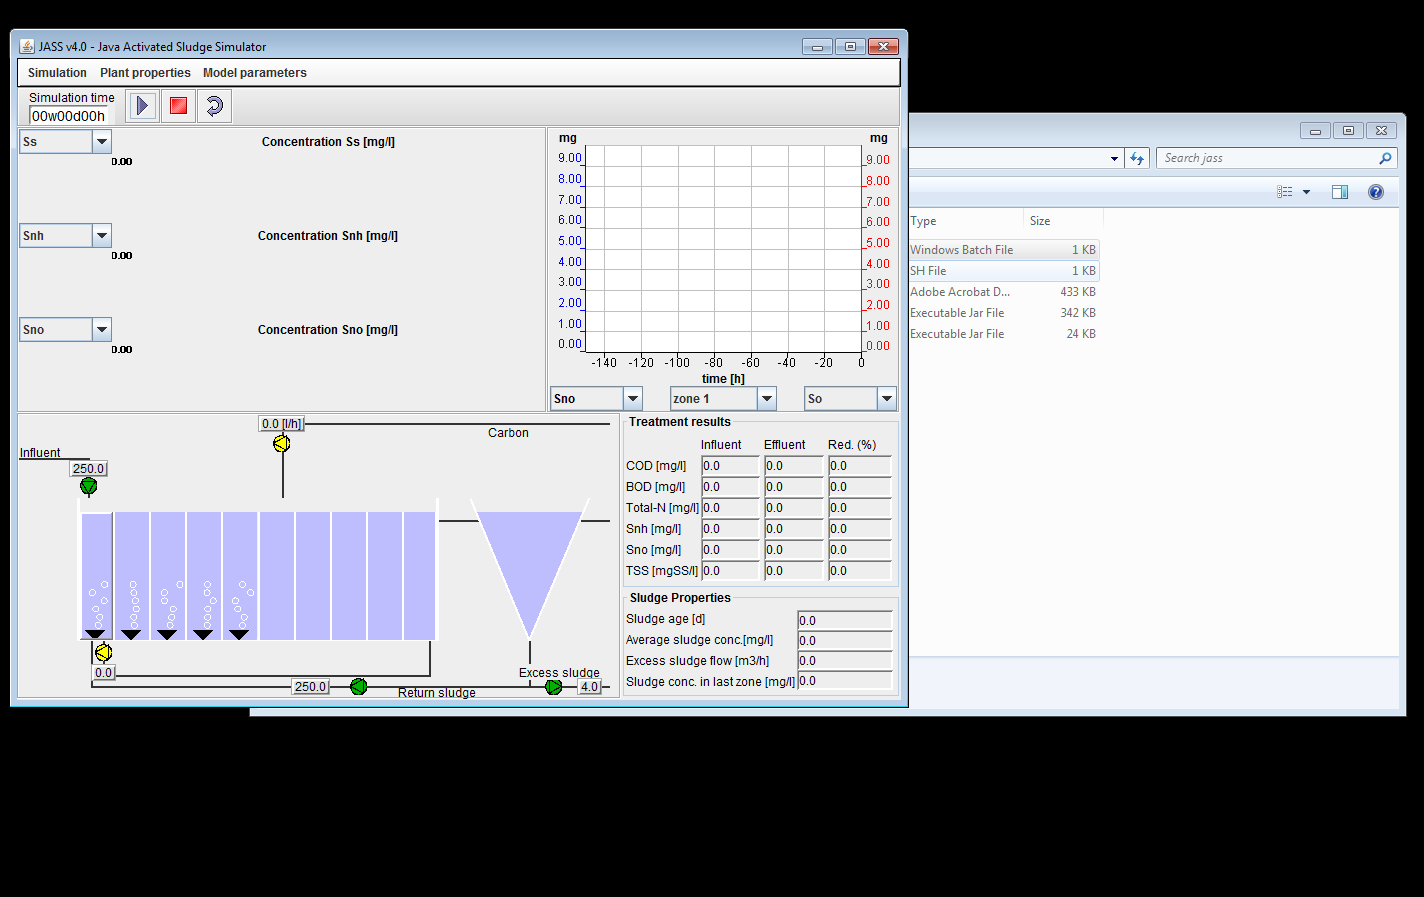 JASS v4.0 - Java Activated Sludge Simulator
Simulation Plant properties Model parameters
Simulation time
00w00d00h
Ss
Concentration Ss [mg/l]
0.00
Snh
Concentration Snh [mg/l]
0.00
Sno
Concentration Sno [mg/l]
0.00
mg mg
9.00 9.00
8.00 8.00
7.00 7.00
6.00 6.00
5.00 5.00
4.00 4.00
3.00 3.00
2.00 2.00
1.00 1.00
0.00 0.00
-140 -120 -100 -80 -60 -40 -20 0
time [h]
Sno zone 1 So
0.0 [l/h]
Carbon
Influent
250.0
0.0
Excess sludge
250.0
4.0
Return sludge
Treatment results
Influent Effluent Red. (%)
COD [mg/l] 0.0 0.0 0.0
BOD [mg/l] 0.0 0.0 0.0
Total-N [mg/l] 0.0 0.0 0.0
Snh [mg/l] 0.0 0.0 0.0
Sno [mg/l] 0.0 0.0 0.0
TSS [mgSS/l] 0.0 0.0 0.0
Sludge Properties
Sludge age [d] 0.0
Average sludge conc.[mg/l] 0.0
Excess sludge flow [m3/h] 0.0
Sludge conc. in last zone [mg/l] 0.0
Search jass
Type Size
Windows Batch File 1 KB
SH File 1 KB
Adobe Acrobat D... 433 KB
Executable Jar File 342 KB
Executable Jar File 24 KB